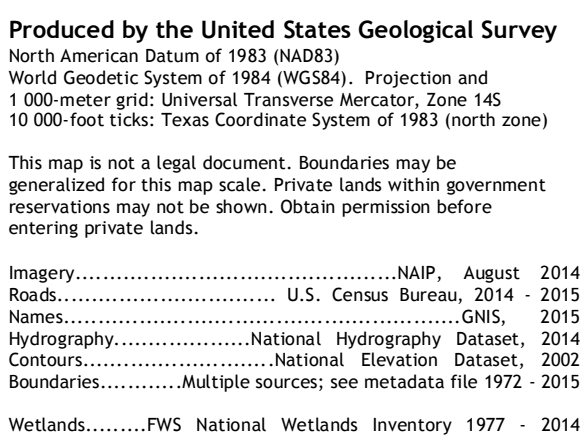 Produced by the United States Geological Survey
North American Datum of 1983 (NAD83)
World Geodetic System of 1984 (WGS84). Projection and
1 000-meter grid: Universal Transverse Mercator, Zone 14S
10 000-foot ticks: Texas Coordinate System of 1983 (north zone)
This map is not a legal document. Boundaries may be
generalized for this map scale. Private lands within government
reservations may not be shown. Obtain permission before
entering private lands.
Imagery..............................................NAIP, August 2014
Roads............................... U.S. Census Bureau, 2014 - 2015
Names.......................................................GNIS, 2015
Hydrography...................National Hydrography Dataset, 2014
Contours...........................National Elevation Dataset, 2002
Boundaries............Multiple sources; see metadata file 1972 - 2015
Wetlands.........FWS National Wetlands Inventory 1977 - 2014